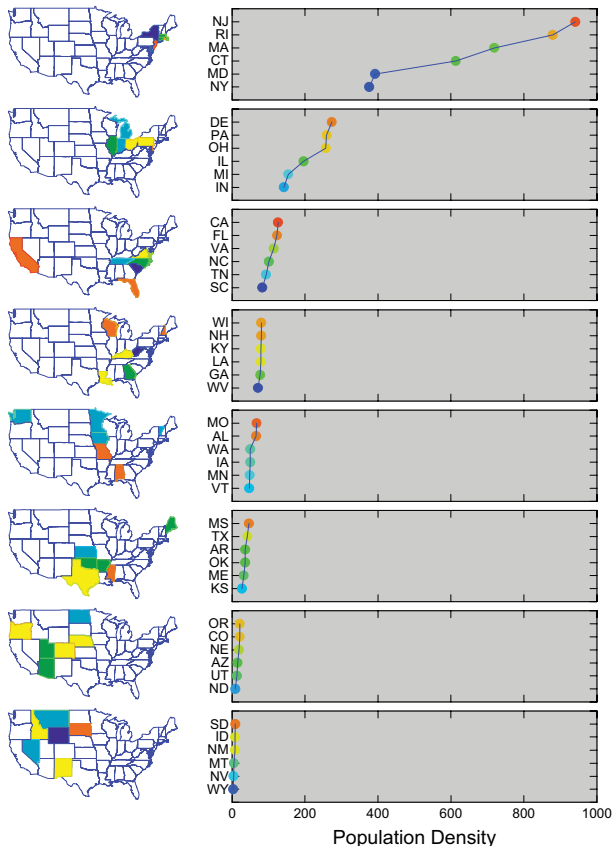 NJ
RI
MA
CT
MD
NY
DE
PA
OH
IL
MI
IN
CA
FL
VA
NC
TN
SC
WI
NH
KY
LA
GA
WV
MO
AL
WA
IA
MN
VT
MS
TX
AR
OK
ME
KS
OR
CO
NE
AZ
UT
ND
SD
ID
NM
MT
NV
WY
0 200 400 600 800 1000
Population Density